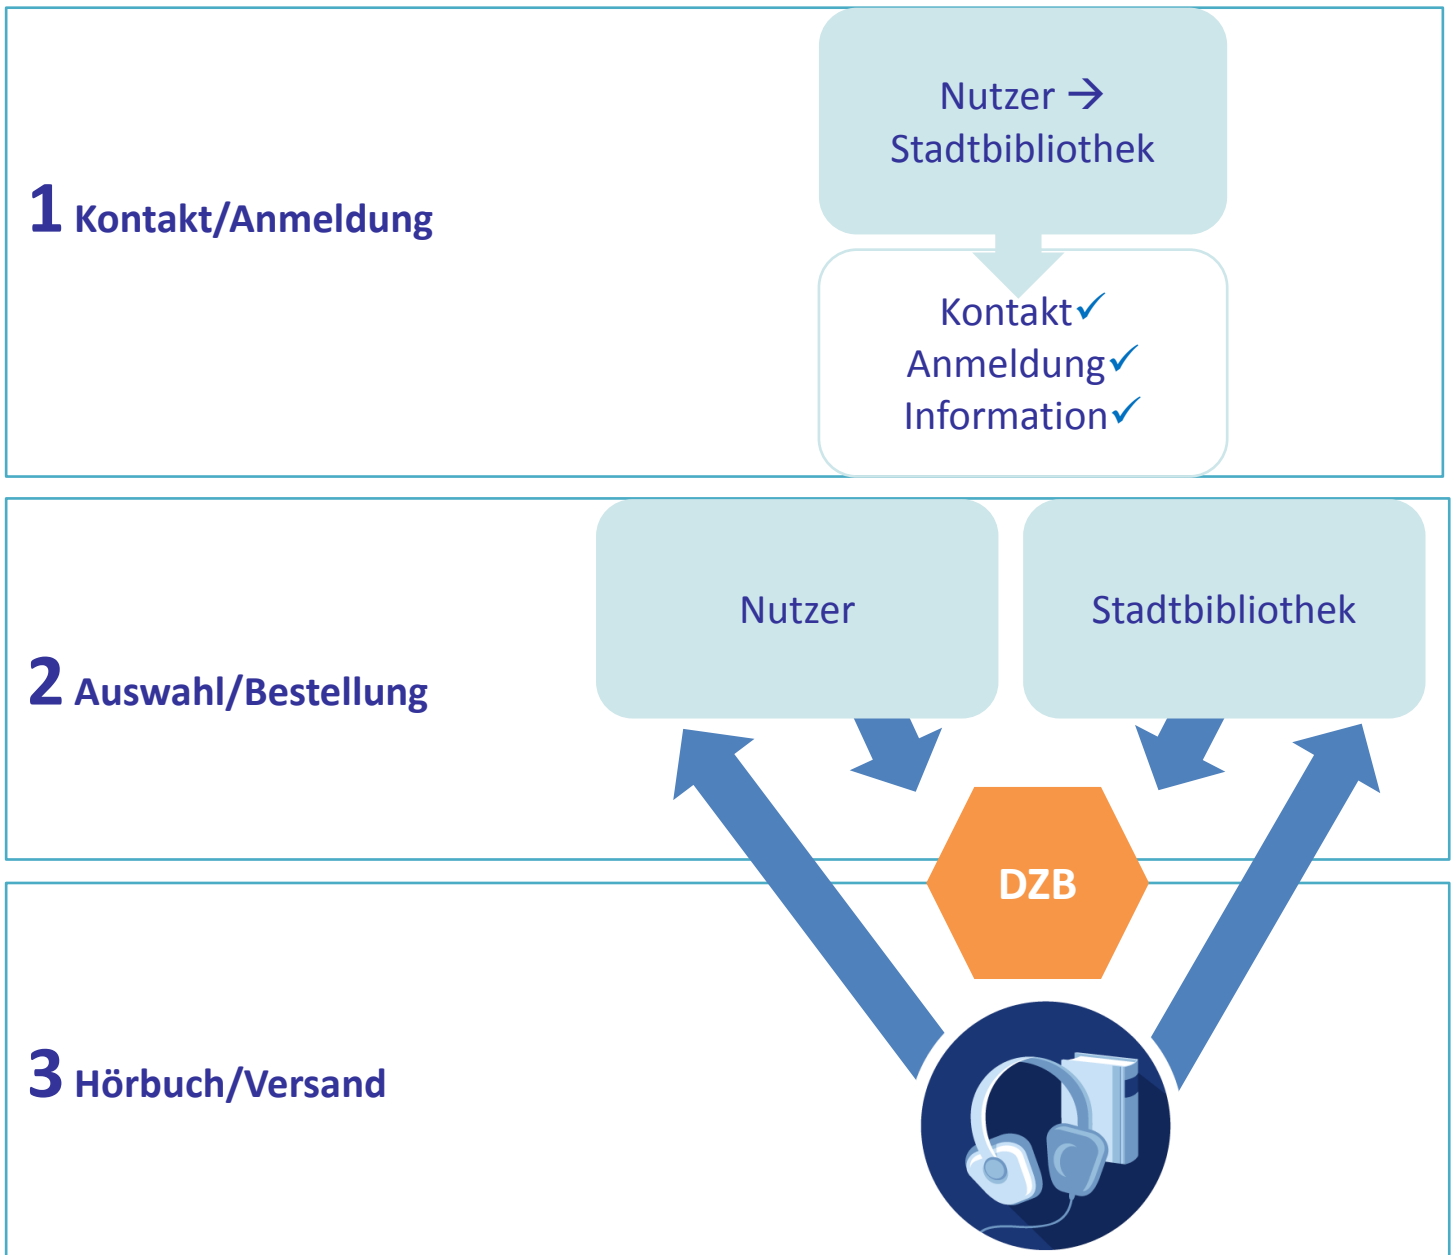 Nutzer →
Stadtbibliothek
1 Kontakt/Anmeldung
Kontakt✓
Anmeldung✓
Information✓
Nutzer
Stadtbibliothek
2 Auswahl/Bestellung
DZB
3 Hörbuch/Versand